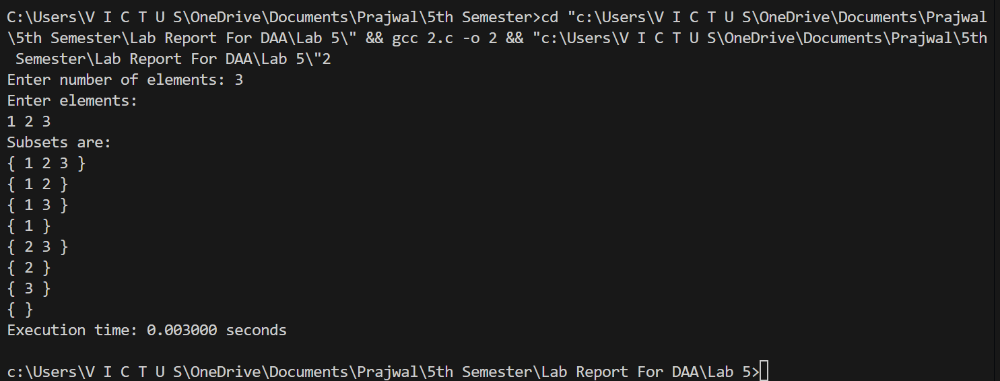 C:\Users\V I C T U S\OneDrive\Documents\Prajwal\5th Semester>cd "c:\Users\V I C T U S\OneDrive\Documents\Prajwal
\5th Semester\Lab Report For DAA\Lab 5\" && gcc 2.c -o 2 && "c:\Users\V I C T U S\OneDrive\Documents\Prajwal\5th
 Semester\Lab Report For DAA\Lab 5\"2
Enter number of elements: 3
Enter elements:
1 2 3
Subsets are:
{ 1 2 3 }
{ 1 2 }
{ 1 3 }
{ 1 }
{ 2 3 }
{ 2 }
{ 3 }
{ }
Execution time: 0.003000 seconds
c:\Users\V I C T U S\OneDrive\Documents\Prajwal\5th Semester\Lab Report For DAA\Lab 5>